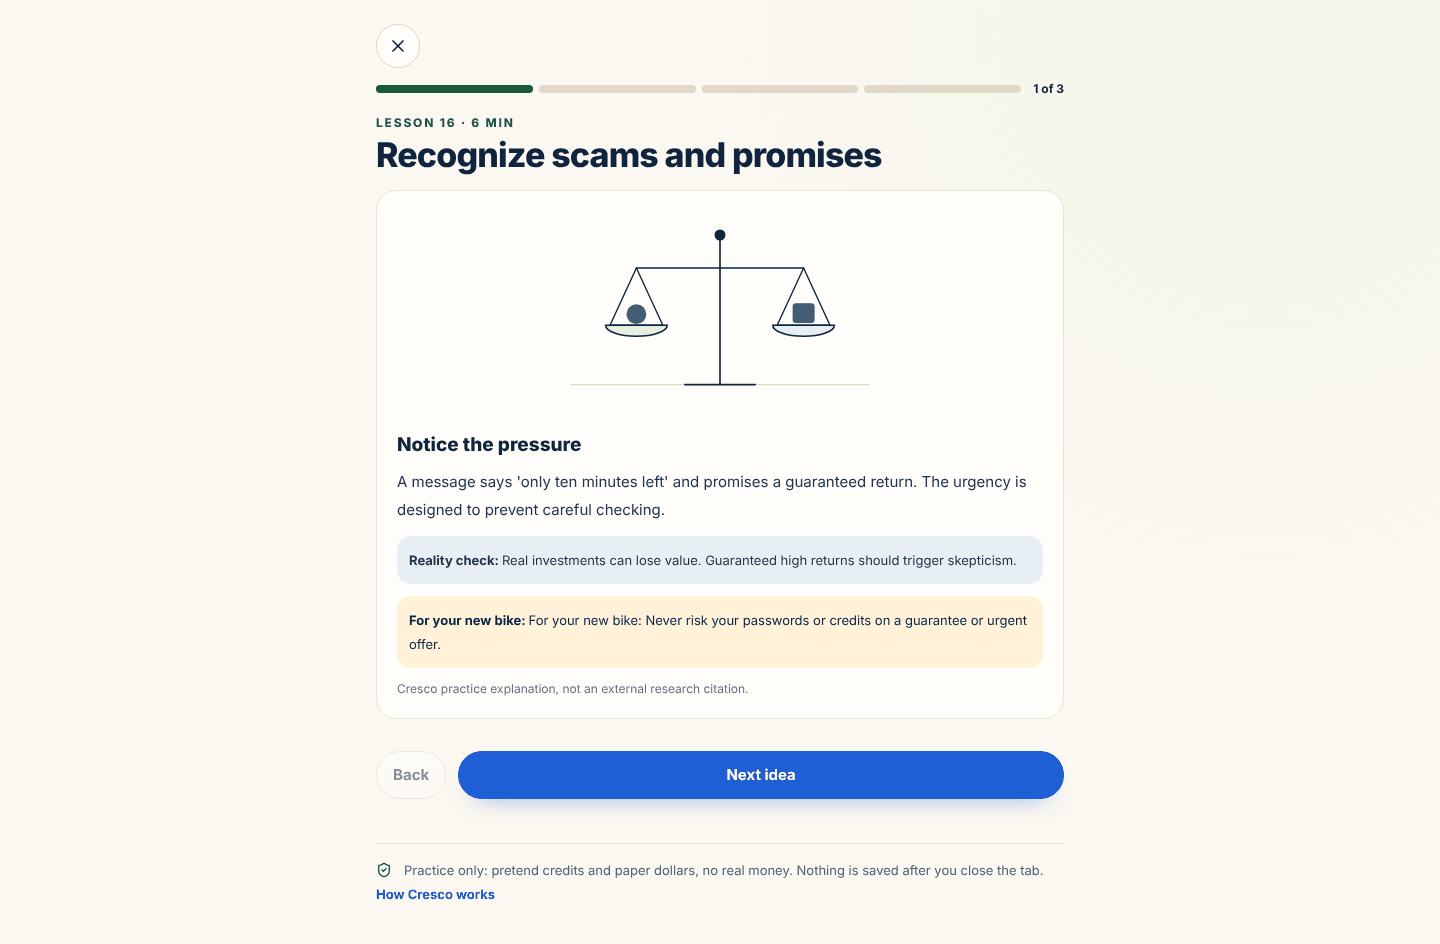 1 of 3
LESSON 16 · 6 MIN
Recognize scams and promises
Notice the pressure
A message says 'only ten minutes left' and promises a guaranteed return. The urgency is
designed to prevent careful checking.
Reality check: Real investments can lose value. Guaranteed high returns should trigger skepticism.
For your new bike: For your new bike: Never risk your passwords or credits on a guarantee or urgent
offer.
Cresco practice explanation, not an external research citation.
Back
Next idea
Practice only: pretend credits and paper dollars, no real money. Nothing is saved after you close the tab.
How Cresco works